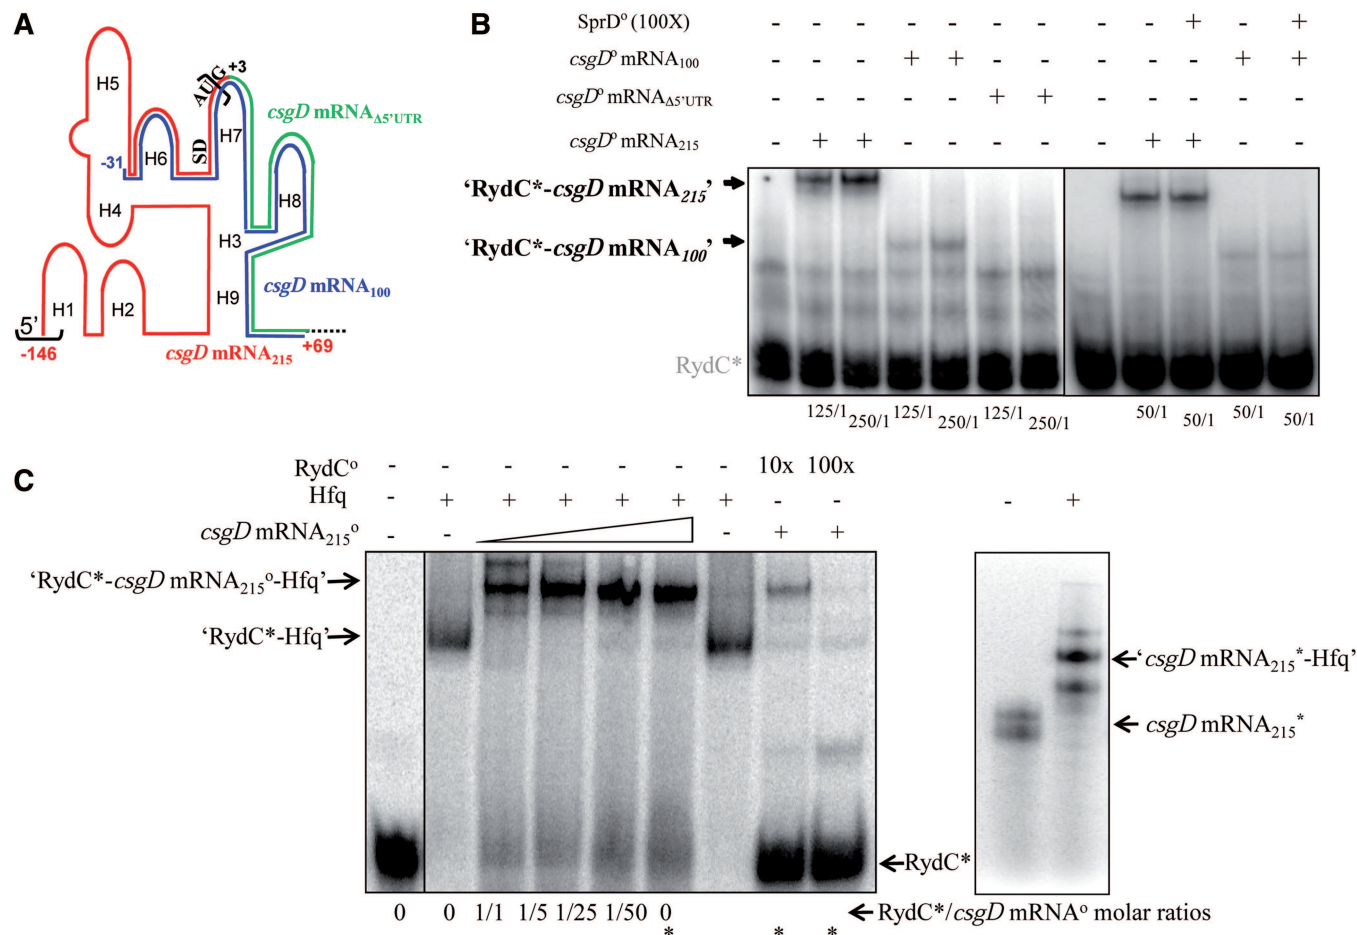 A
H5
AUG
+3
H7
csgD mRNAΔ5'UTR
-31
H6
SD
H8
H4
H3
H1
H2
H9
csgD mRNA100
5'
-146
csgD mRNA215
+69
B
SprD° (100X) - - - - - - - - - + - +
csgD° mRNA100 - - - + + - - - - - + +
csgD° mRNAΔ5'UTR - - - - - + + - - - - -
csgD° mRNA215 - + + - - - - - + + - -
'RydC*-csgD mRNA215'
'RydC*-csgD mRNA100'
RydC*
125/1 250/1 125/1 250/1 125/1 250/1 50/1 50/1 50/1 50/1
C
RydC° - - - - - - - 10x 100x
Hfq - + + + + + + - - - +
csgD mRNA215° - - - + +
'RydC*-csgD mRNA215°-Hfq'
'RydC*-Hfq'
'csgD mRNA215*-Hfq'
csgD mRNA215*
RydC*
0 0 1/1 1/5 1/25 1/50 0
RydC*/csgD mRNA° molar ratios
* * *